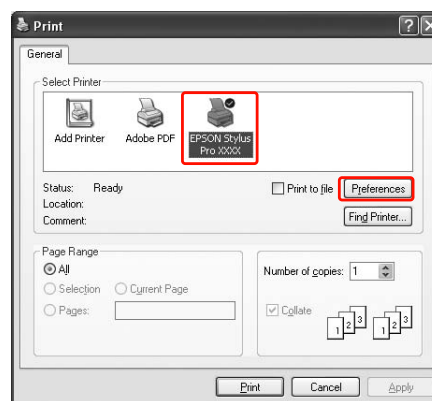 Print
General
Select Printer
Add Printer
Adobe PDF
EPSON Stylus
Pro XXXX
Status: Ready
Location:
Comment:
Print to file
Preferences
Find Printer...
Page Range
All
Selection
Current Page
Pages:
Number of copies: 1
Collate
1 2 3
1 2 3
Print
Cancel
Apply